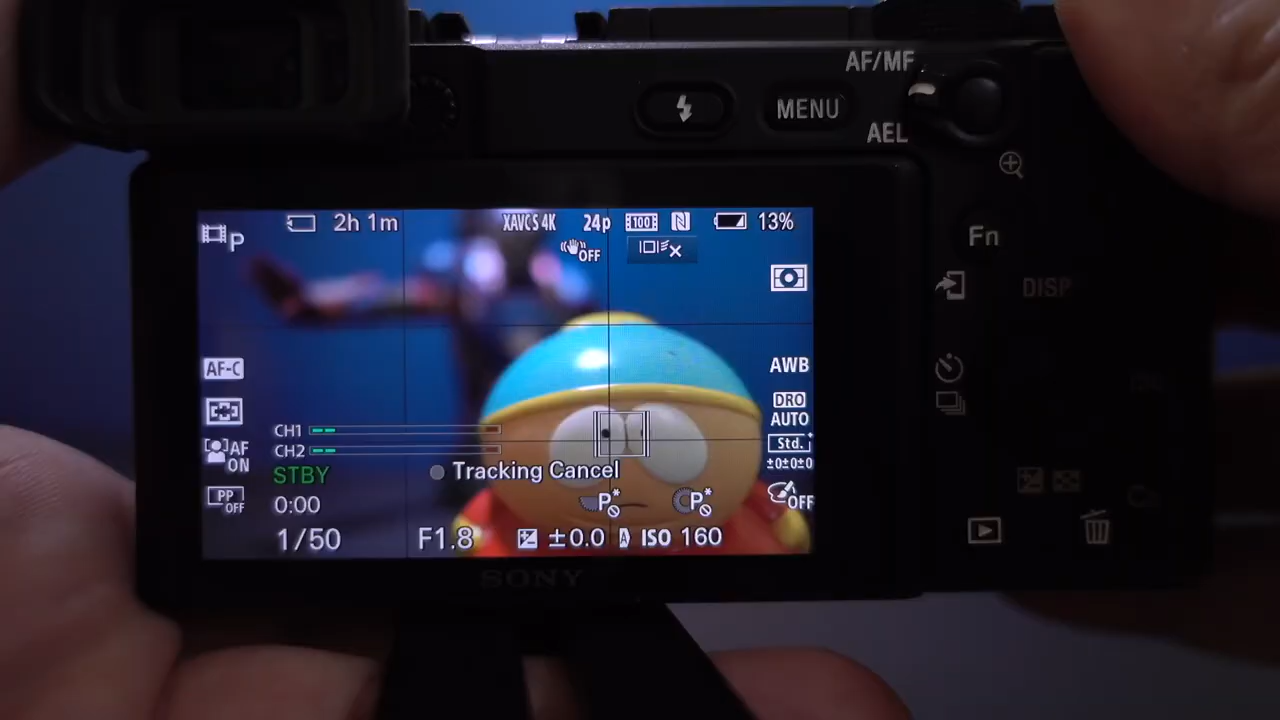 AF/MF
MENU
AEL
Fn
DISP
P
2h 1m
XAVC S 4K
24p
100
13%
OFF
AF-C
AWB
DRO
AUTO
AF
ON
CH1
CH2
Std.
±0±0±0
STBY
Tracking Cancel
PP
OFF
0:00
P*
P*
OFF
1/50
F1.8
±0.0
A
ISO 160
SONY